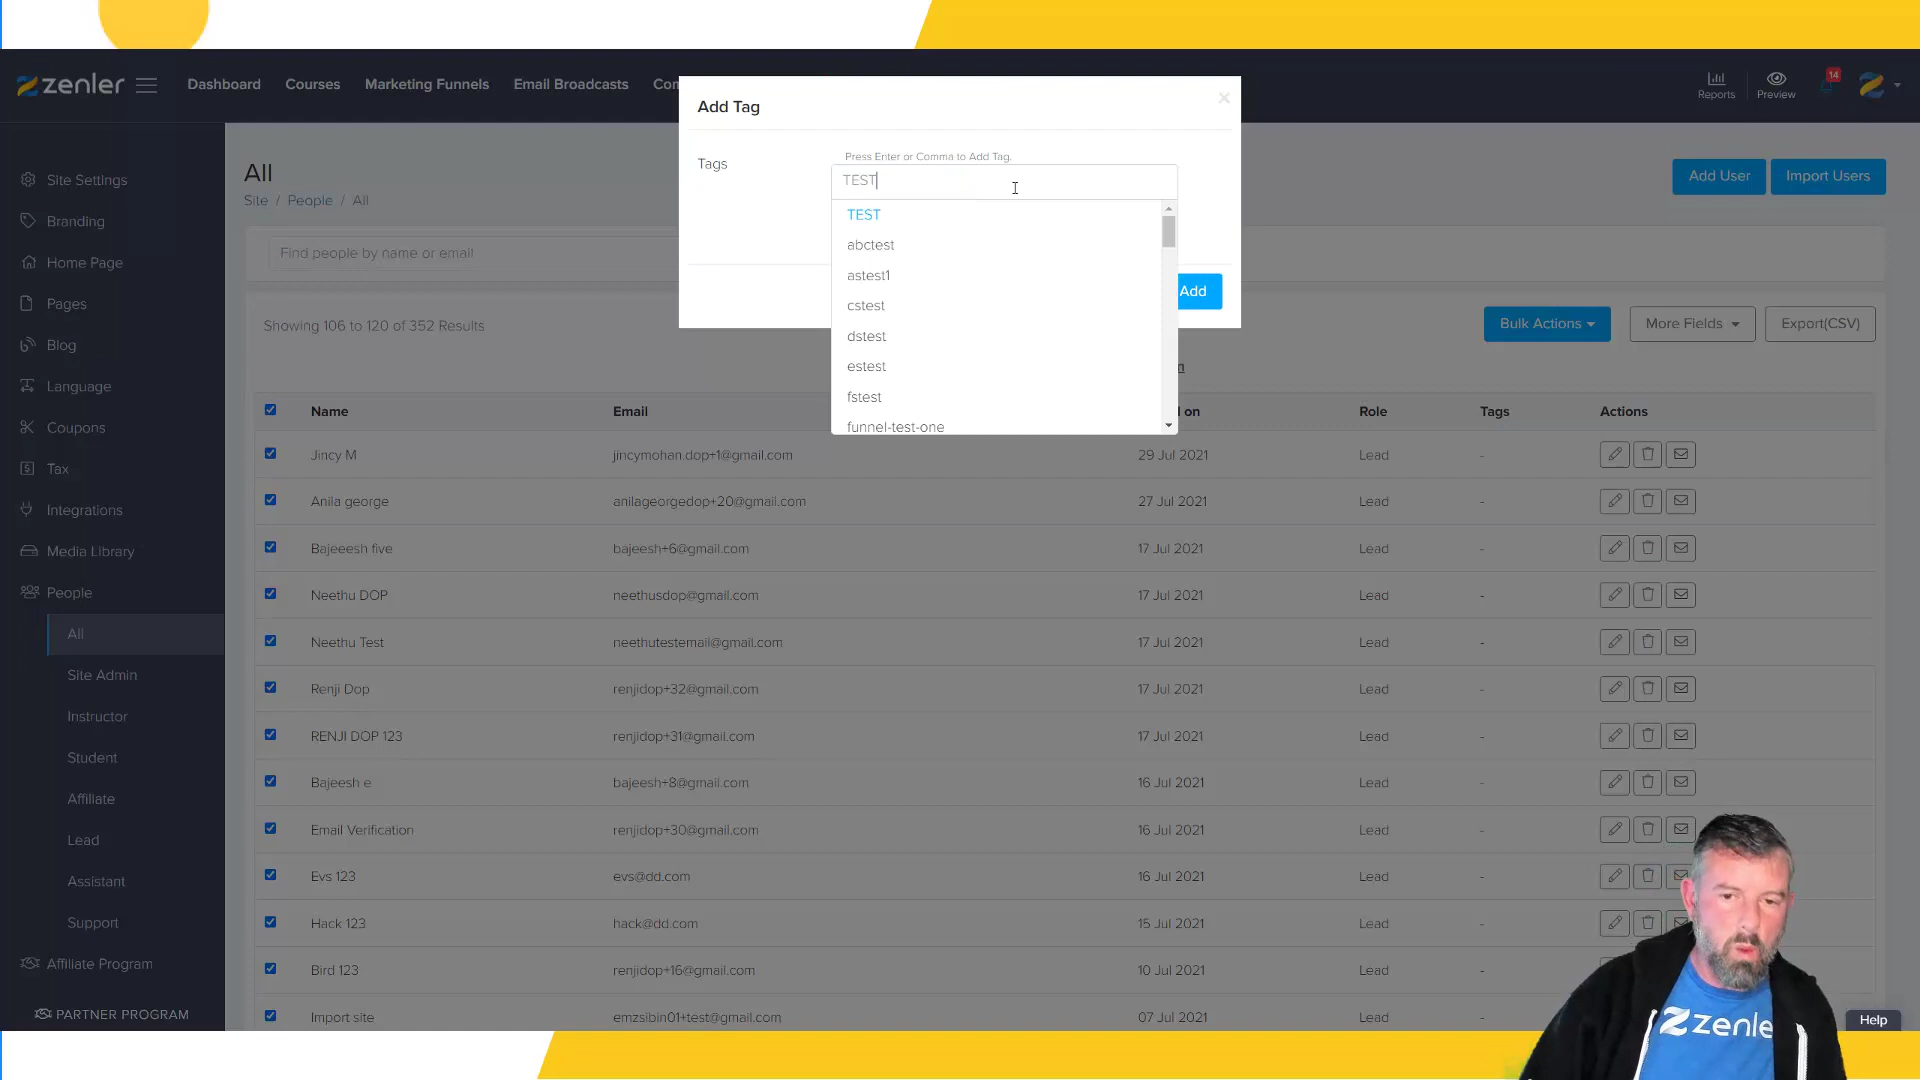 zenler
Dashboard
Courses
Marketing Funnels
Email Broadcasts
Reports
Preview
14
Add Tag
×
Tags
Press Enter or Comma to Add Tag.
TEST
TEST
abctest
astest1
cstest
dstest
estest
fstest
funnel-test-one
Add
Site Settings
Branding
Home Page
Pages
Blog
Language
Coupons
Tax
Integrations
Media Library
People
All
Site Admin
Instructor
Student
Affiliate
Lead
Assistant
Support
Affiliate Program
PARTNER PROGRAM
All
Site / People / All
Add User
Import Users
Find people by name or email
Showing 106 to 120 of 352 Results
Bulk Actions
More Fields
Export(CSV)
Name Email on Role Tags Actions
Jincy M jincymohan.dop+1@gmail.com 29 Jul 2021 Lead -
Anila george anilageorgedop+20@gmail.com 27 Jul 2021 Lead -
Bajeeesh five bajeesh+6@gmail.com 17 Jul 2021 Lead -
Neethu DOP neethusdop@gmail.com 17 Jul 2021 Lead -
Neethu Test neethutestemail@gmail.com 17 Jul 2021 Lead -
Renji Dop renjidop+32@gmail.com 17 Jul 2021 Lead -
RENJI DOP 123 renjidop+31@gmail.com 17 Jul 2021 Lead -
Bajeesh e bajeesh+8@gmail.com 16 Jul 2021 Lead -
Email Verification renjidop+30@gmail.com 16 Jul 2021 Lead -
Evs 123 evs@dd.com 16 Jul 2021 Lead -
Hack 123 hack@dd.com 15 Jul 2021 Lead -
Bird 123 renjidop+16@gmail.com 10 Jul 2021 Lead -
Import site emzsibin01+test@gmail.com 07 Jul 2021 Lead -
zenle
Help